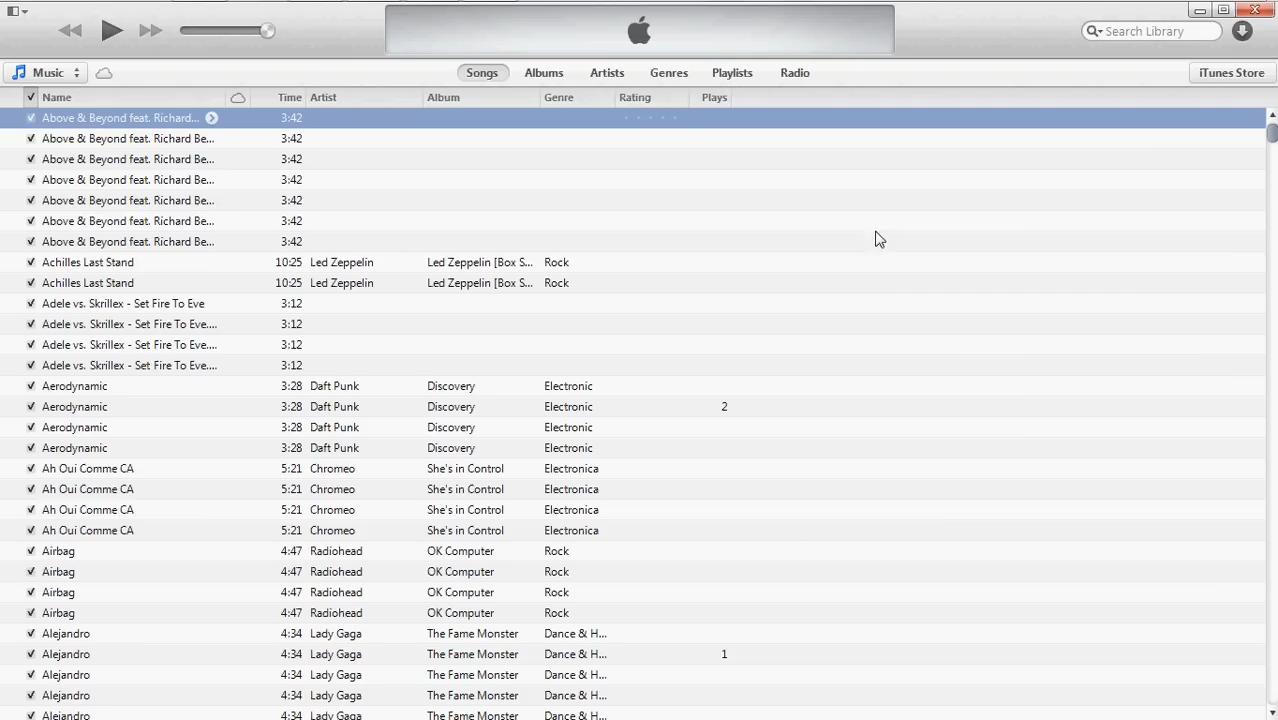 Search Library
Music Songs Albums Artists Genres Playlists Radio iTunes Store
Name Time Artist Album Genre Rating Plays
Above & Beyond feat. Richard... 3:42
Above & Beyond feat. Richard Be... 3:42
Above & Beyond feat. Richard Be... 3:42
Above & Beyond feat. Richard Be... 3:42
Above & Beyond feat. Richard Be... 3:42
Above & Beyond feat. Richard Be... 3:42
Above & Beyond feat. Richard Be... 3:42
Achilles Last Stand 10:25 Led Zeppelin Led Zeppelin [Box S... Rock
Achilles Last Stand 10:25 Led Zeppelin Led Zeppelin [Box S... Rock
Adele vs. Skrillex - Set Fire To Eve 3:12
Adele vs. Skrillex - Set Fire To Eve.... 3:12
Adele vs. Skrillex - Set Fire To Eve.... 3:12
Adele vs. Skrillex - Set Fire To Eve.... 3:12
Aerodynamic 3:28 Daft Punk Discovery Electronic
Aerodynamic 3:28 Daft Punk Discovery Electronic 2
Aerodynamic 3:28 Daft Punk Discovery Electronic
Aerodynamic 3:28 Daft Punk Discovery Electronic
Ah Oui Comme CA 5:21 Chromeo She's in Control Electronica
Ah Oui Comme CA 5:21 Chromeo She's in Control Electronica
Ah Oui Comme CA 5:21 Chromeo She's in Control Electronica
Ah Oui Comme CA 5:21 Chromeo She's in Control Electronica
Airbag 4:47 Radiohead OK Computer Rock
Airbag 4:47 Radiohead OK Computer Rock
Airbag 4:47 Radiohead OK Computer Rock
Airbag 4:47 Radiohead OK Computer Rock
Alejandro 4:34 Lady Gaga The Fame Monster Dance & H...
Alejandro 4:34 Lady Gaga The Fame Monster Dance & H... 1
Alejandro 4:34 Lady Gaga The Fame Monster Dance & H...
Alejandro 4:34 Lady Gaga The Fame Monster Dance & H...
Alejandro 4:34 Lady Gaga The Fame Monster Dance & H...